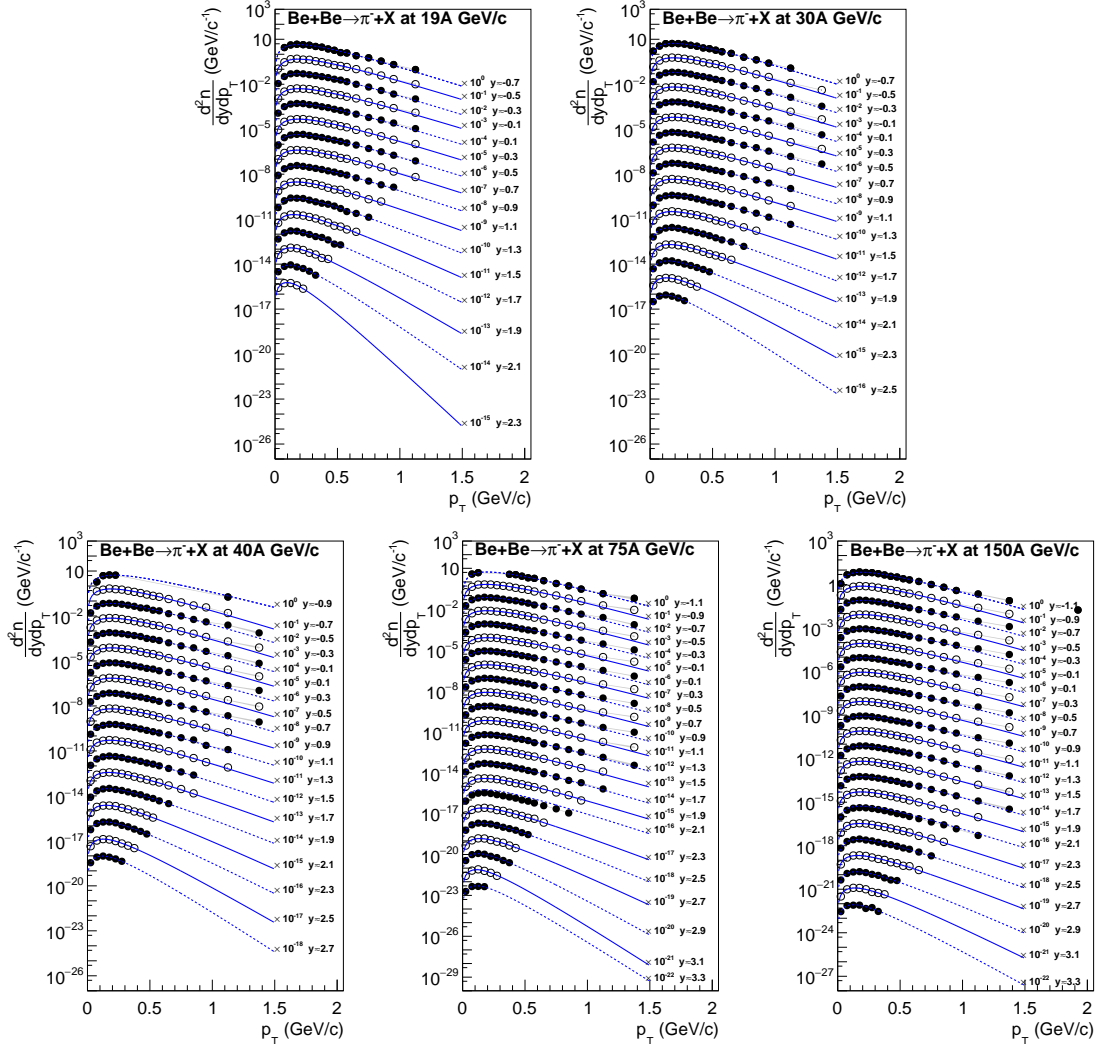 Be+Be→π⁻+X at 19A GeV/c
d²n/dydp_T (GeV/c⁻¹)
10³
10
10⁻²
10⁻⁵
10⁻⁸
10⁻¹¹
10⁻¹⁴
10⁻¹⁷
10⁻²⁰
10⁻²³
10⁻²⁶
× 10⁰ y≈-0.7
× 10⁻¹ y≈-0.5
× 10⁻² y≈-0.3
× 10⁻³ y≈-0.1
× 10⁻⁴ y≈0.1
× 10⁻⁵ y≈0.3
× 10⁻⁶ y≈0.5
× 10⁻⁷ y≈0.7
× 10⁻⁸ y≈0.9
× 10⁻⁹ y≈1.1
× 10⁻¹⁰ y≈1.3
× 10⁻¹¹ y≈1.5
× 10⁻¹² y≈1.7
× 10⁻¹³ y≈1.9
× 10⁻¹⁴ y≈2.1
× 10⁻¹⁵ y≈2.3
0 0.5 1 1.5 2
p_T (GeV/c)
Be+Be→π⁻+X at 30A GeV/c
d²n/dydp_T (GeV/c⁻¹)
10³
10
10⁻²
10⁻⁵
10⁻⁸
10⁻¹¹
10⁻¹⁴
10⁻¹⁷
10⁻²⁰
10⁻²³
10⁻²⁶
× 10⁰ y≈-0.7
× 10⁻¹ y≈-0.5
× 10⁻² y≈-0.3
× 10⁻³ y≈-0.1
× 10⁻⁴ y≈0.1
× 10⁻⁵ y≈0.3
× 10⁻⁶ y≈0.5
× 10⁻⁷ y≈0.7
× 10⁻⁸ y≈0.9
× 10⁻⁹ y≈1.1
× 10⁻¹⁰ y≈1.3
× 10⁻¹¹ y≈1.5
× 10⁻¹² y≈1.7
× 10⁻¹³ y≈1.9
× 10⁻¹⁴ y≈2.1
× 10⁻¹⁵ y≈2.3
× 10⁻¹⁶ y≈2.5
0 0.5 1 1.5 2
p_T (GeV/c)
Be+Be→π⁻+X at 40A GeV/c
d²n/dydp_T (GeV/c⁻¹)
10³
10
10⁻²
10⁻⁵
10⁻⁸
10⁻¹¹
10⁻¹⁴
10⁻¹⁷
10⁻²⁰
10⁻²³
10⁻²⁶
× 10⁰ y≈-0.9
× 10⁻¹ y≈-0.7
× 10⁻² y≈-0.5
× 10⁻³ y≈-0.3
× 10⁻⁴ y≈-0.1
× 10⁻⁵ y≈0.1
× 10⁻⁶ y≈0.3
× 10⁻⁷ y≈0.5
× 10⁻⁸ y≈0.7
× 10⁻⁹ y≈0.9
× 10⁻¹⁰ y≈1.1
× 10⁻¹¹ y≈1.3
× 10⁻¹² y≈1.5
× 10⁻¹³ y≈1.7
× 10⁻¹⁴ y≈1.9
× 10⁻¹⁵ y≈2.1
× 10⁻¹⁶ y≈2.3
× 10⁻¹⁷ y≈2.5
× 10⁻¹⁸ y≈2.7
0 0.5 1 1.5 2
p_T (GeV/c)
Be+Be→π⁻+X at 75A GeV/c
d²n/dydp_T (GeV/c⁻¹)
10³
10
10⁻²
10⁻⁵
10⁻⁸
10⁻¹¹
10⁻¹⁴
10⁻¹⁷
10⁻²⁰
10⁻²³
10⁻²⁶
10⁻²⁹
× 10⁰ y≈-1.1
× 10⁻¹ y≈-0.9
× 10⁻² y≈-0.7
× 10⁻³ y≈-0.5
× 10⁻⁴ y≈-0.3
× 10⁻⁵ y≈-0.1
× 10⁻⁶ y≈0.1
× 10⁻⁷ y≈0.3
× 10⁻⁸ y≈0.5
× 10⁻⁹ y≈0.7
× 10⁻¹⁰ y≈0.9
× 10⁻¹¹ y≈1.1
× 10⁻¹² y≈1.3
× 10⁻¹³ y≈1.5
× 10⁻¹⁴ y≈1.7
× 10⁻¹⁵ y≈1.9
× 10⁻¹⁶ y≈2.1
× 10⁻¹⁷ y≈2.3
× 10⁻¹⁸ y≈2.5
× 10⁻¹⁹ y≈2.7
× 10⁻²⁰ y≈2.9
× 10⁻²¹ y≈3.1
× 10⁻²² y≈3.3
0 0.5 1 1.5 2
p_T (GeV/c)
Be+Be→π⁻+X at 150A GeV/c
d²n/dydp_T (GeV/c⁻¹)
10³
1
10⁻³
10⁻⁶
10⁻⁹
10⁻¹²
10⁻¹⁵
10⁻¹⁸
10⁻²¹
10⁻²⁴
10⁻²⁷
× 10⁰ y≈-1.1
× 10⁻¹ y≈-0.9
× 10⁻² y≈-0.7
× 10⁻³ y≈-0.5
× 10⁻⁴ y≈-0.3
× 10⁻⁵ y≈-0.1
× 10⁻⁶ y≈0.1
× 10⁻⁷ y≈0.3
× 10⁻⁸ y≈0.5
× 10⁻⁹ y≈0.7
× 10⁻¹⁰ y≈0.9
× 10⁻¹¹ y≈1.1
× 10⁻¹² y≈1.3
× 10⁻¹³ y≈1.5
× 10⁻¹⁴ y≈1.7
× 10⁻¹⁵ y≈1.9
× 10⁻¹⁶ y≈2.1
× 10⁻¹⁷ y≈2.3
× 10⁻¹⁸ y≈2.5
× 10⁻¹⁹ y≈2.7
× 10⁻²⁰ y≈2.9
× 10⁻²¹ y≈3.1
× 10⁻²² y≈3.3
0 0.5 1 1.5 2
p_T (GeV/c)